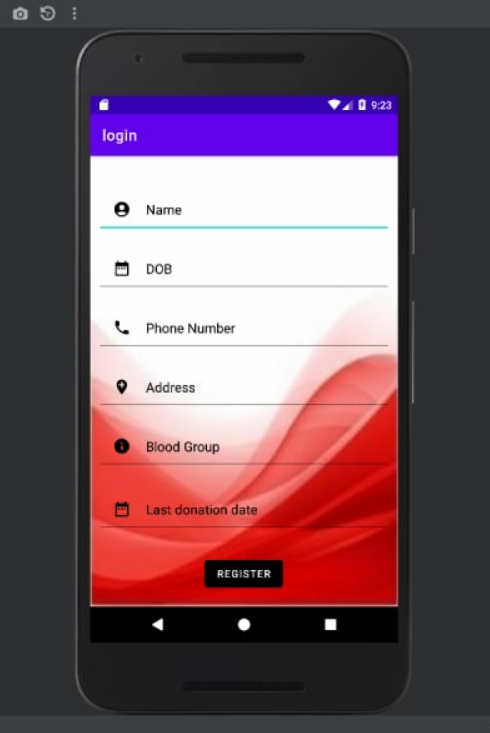 9:23
login
Name
DOB
Phone Number
Address
Blood Group
Last donation date
REGISTER